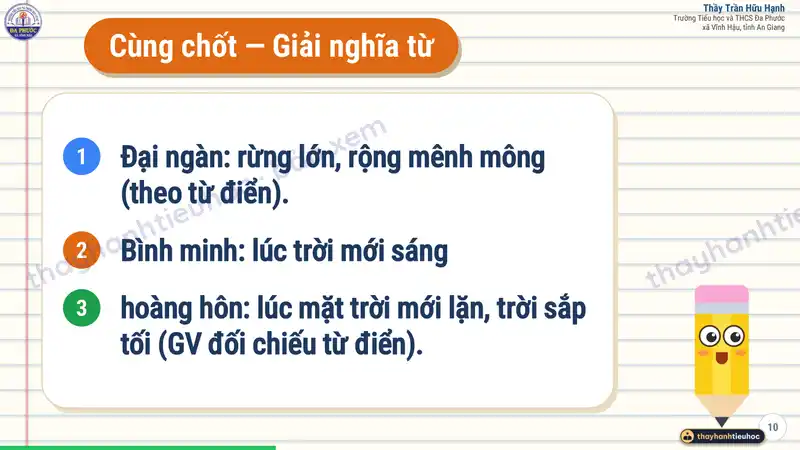 Thầy Trần Hữu Hạnh
Trường Tiểu học và THCS Đa Phước
xã Vĩnh Hậu, tỉnh An Giang
ĐA PHƯỚC
Cùng chốt — Giải nghĩa từ
1 Đại ngàn: rừng lớn, rộng mênh mông
(theo từ điển).
2 Bình minh: lúc trời mới sáng
3 hoàng hôn: lúc mặt trời mới lặn, trời sắp
tối (GV đối chiếu từ điển).
thayhanhtieuhoc
10